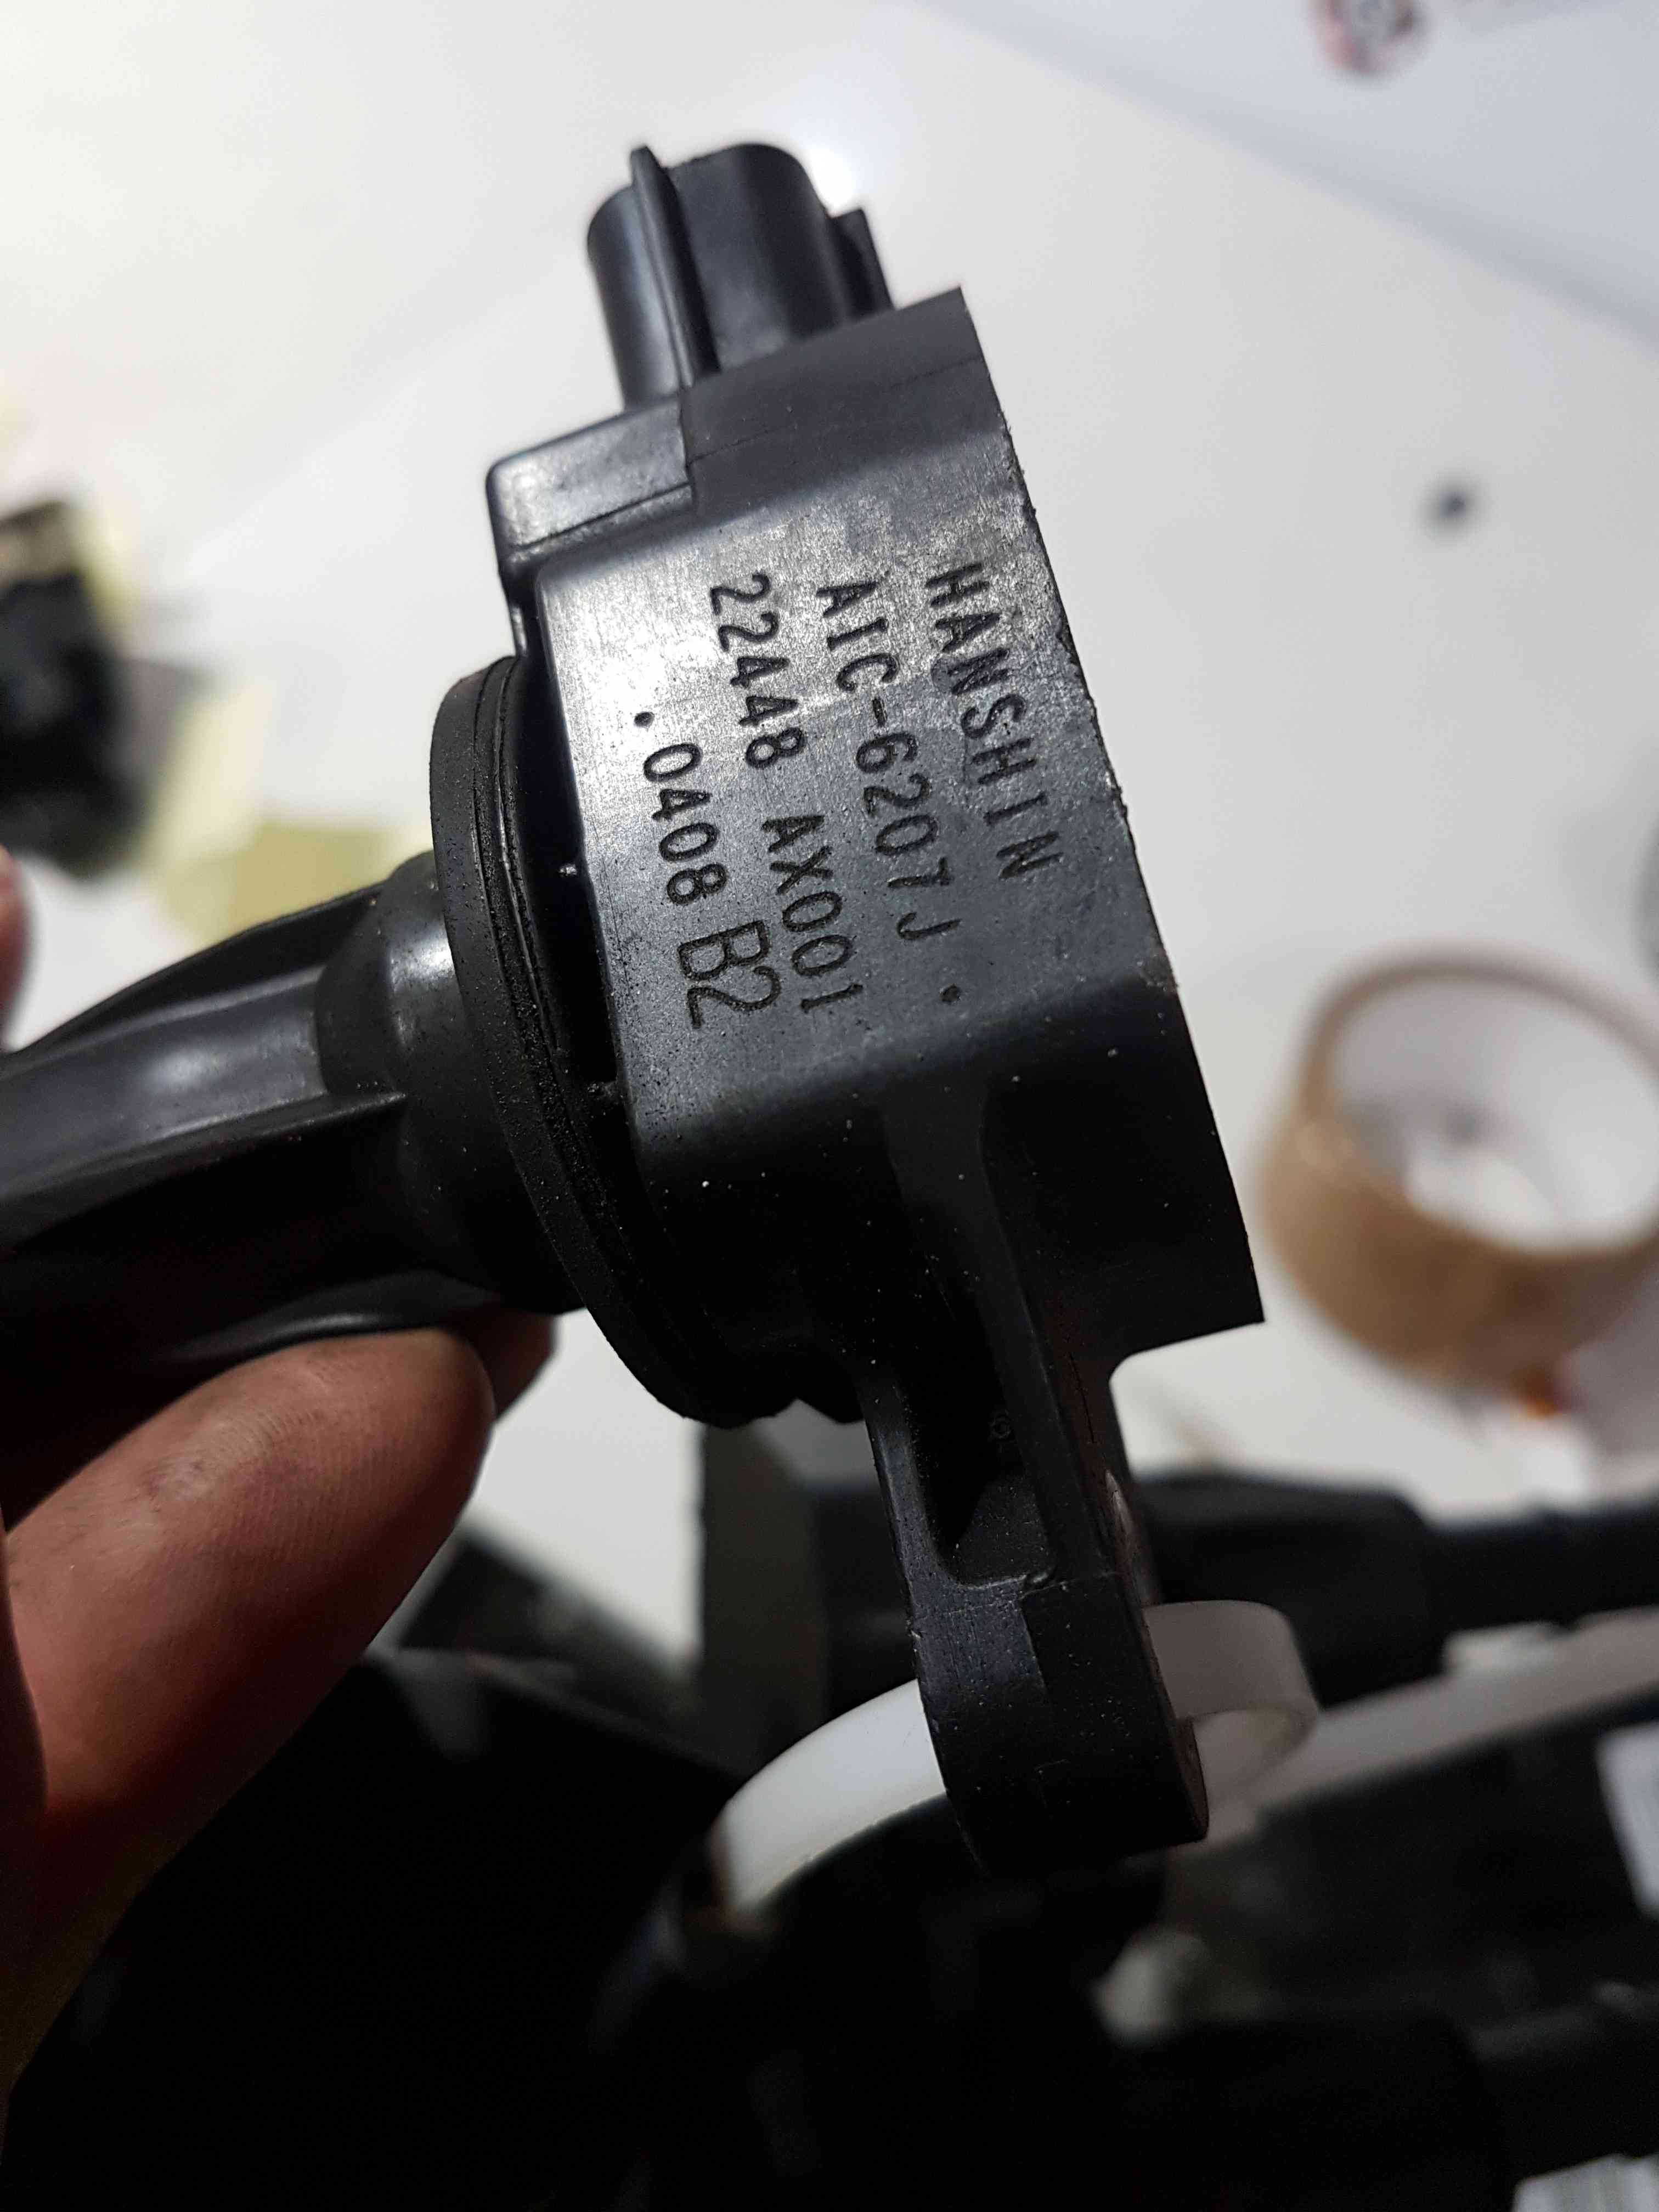 HANSHIN
AIC-6207J .
22448 AX001
.0408 B2